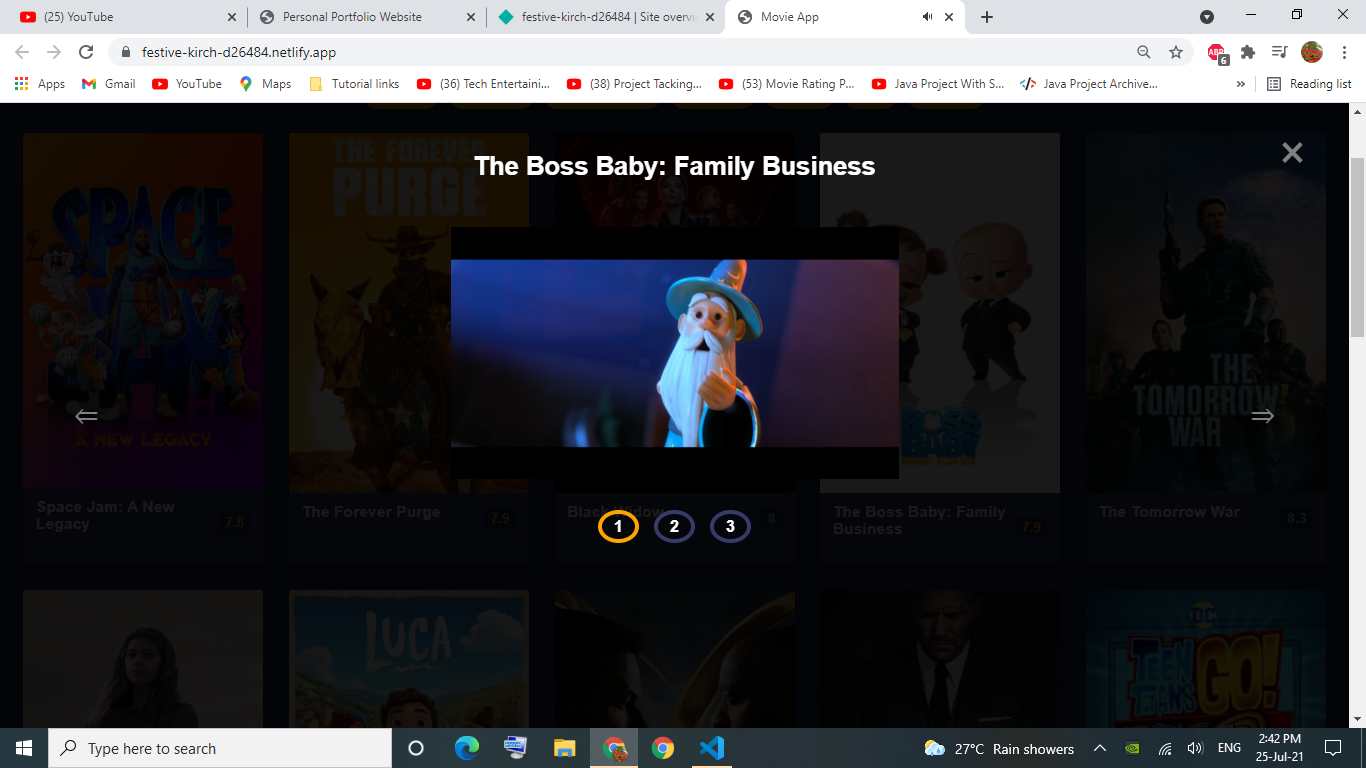 (25) YouTube
Personal Portfolio Website
festive-kirch-d26484 | Site overvi
Movie App
festive-kirch-d26484.netlify.app
ABP
6
Apps
Gmail
YouTube
Maps
Tutorial links
(36) Tech Entertaini...
(38) Project Tacking...
(53) Movie Rating P...
Java Project With S...
Java Project Archive...
»
Reading list
The Boss Baby: Family Business
SPACE
JAM
A NEW LEGACY
THE FOREVER
PURGE
BOSS
BABY
THE
TOMORROW
WAR
Space Jam: A New
Legacy
7.8
The Forever Purge
7.9
Black Widow
8
The Boss Baby: Family
Business
7.9
The Tomorrow War
8.3
1
2
3
LUCA
DC
TEEN
TITANS
GO!
Type here to search
27°C Rain showers
ENG
2:42 PM
25-Jul-21